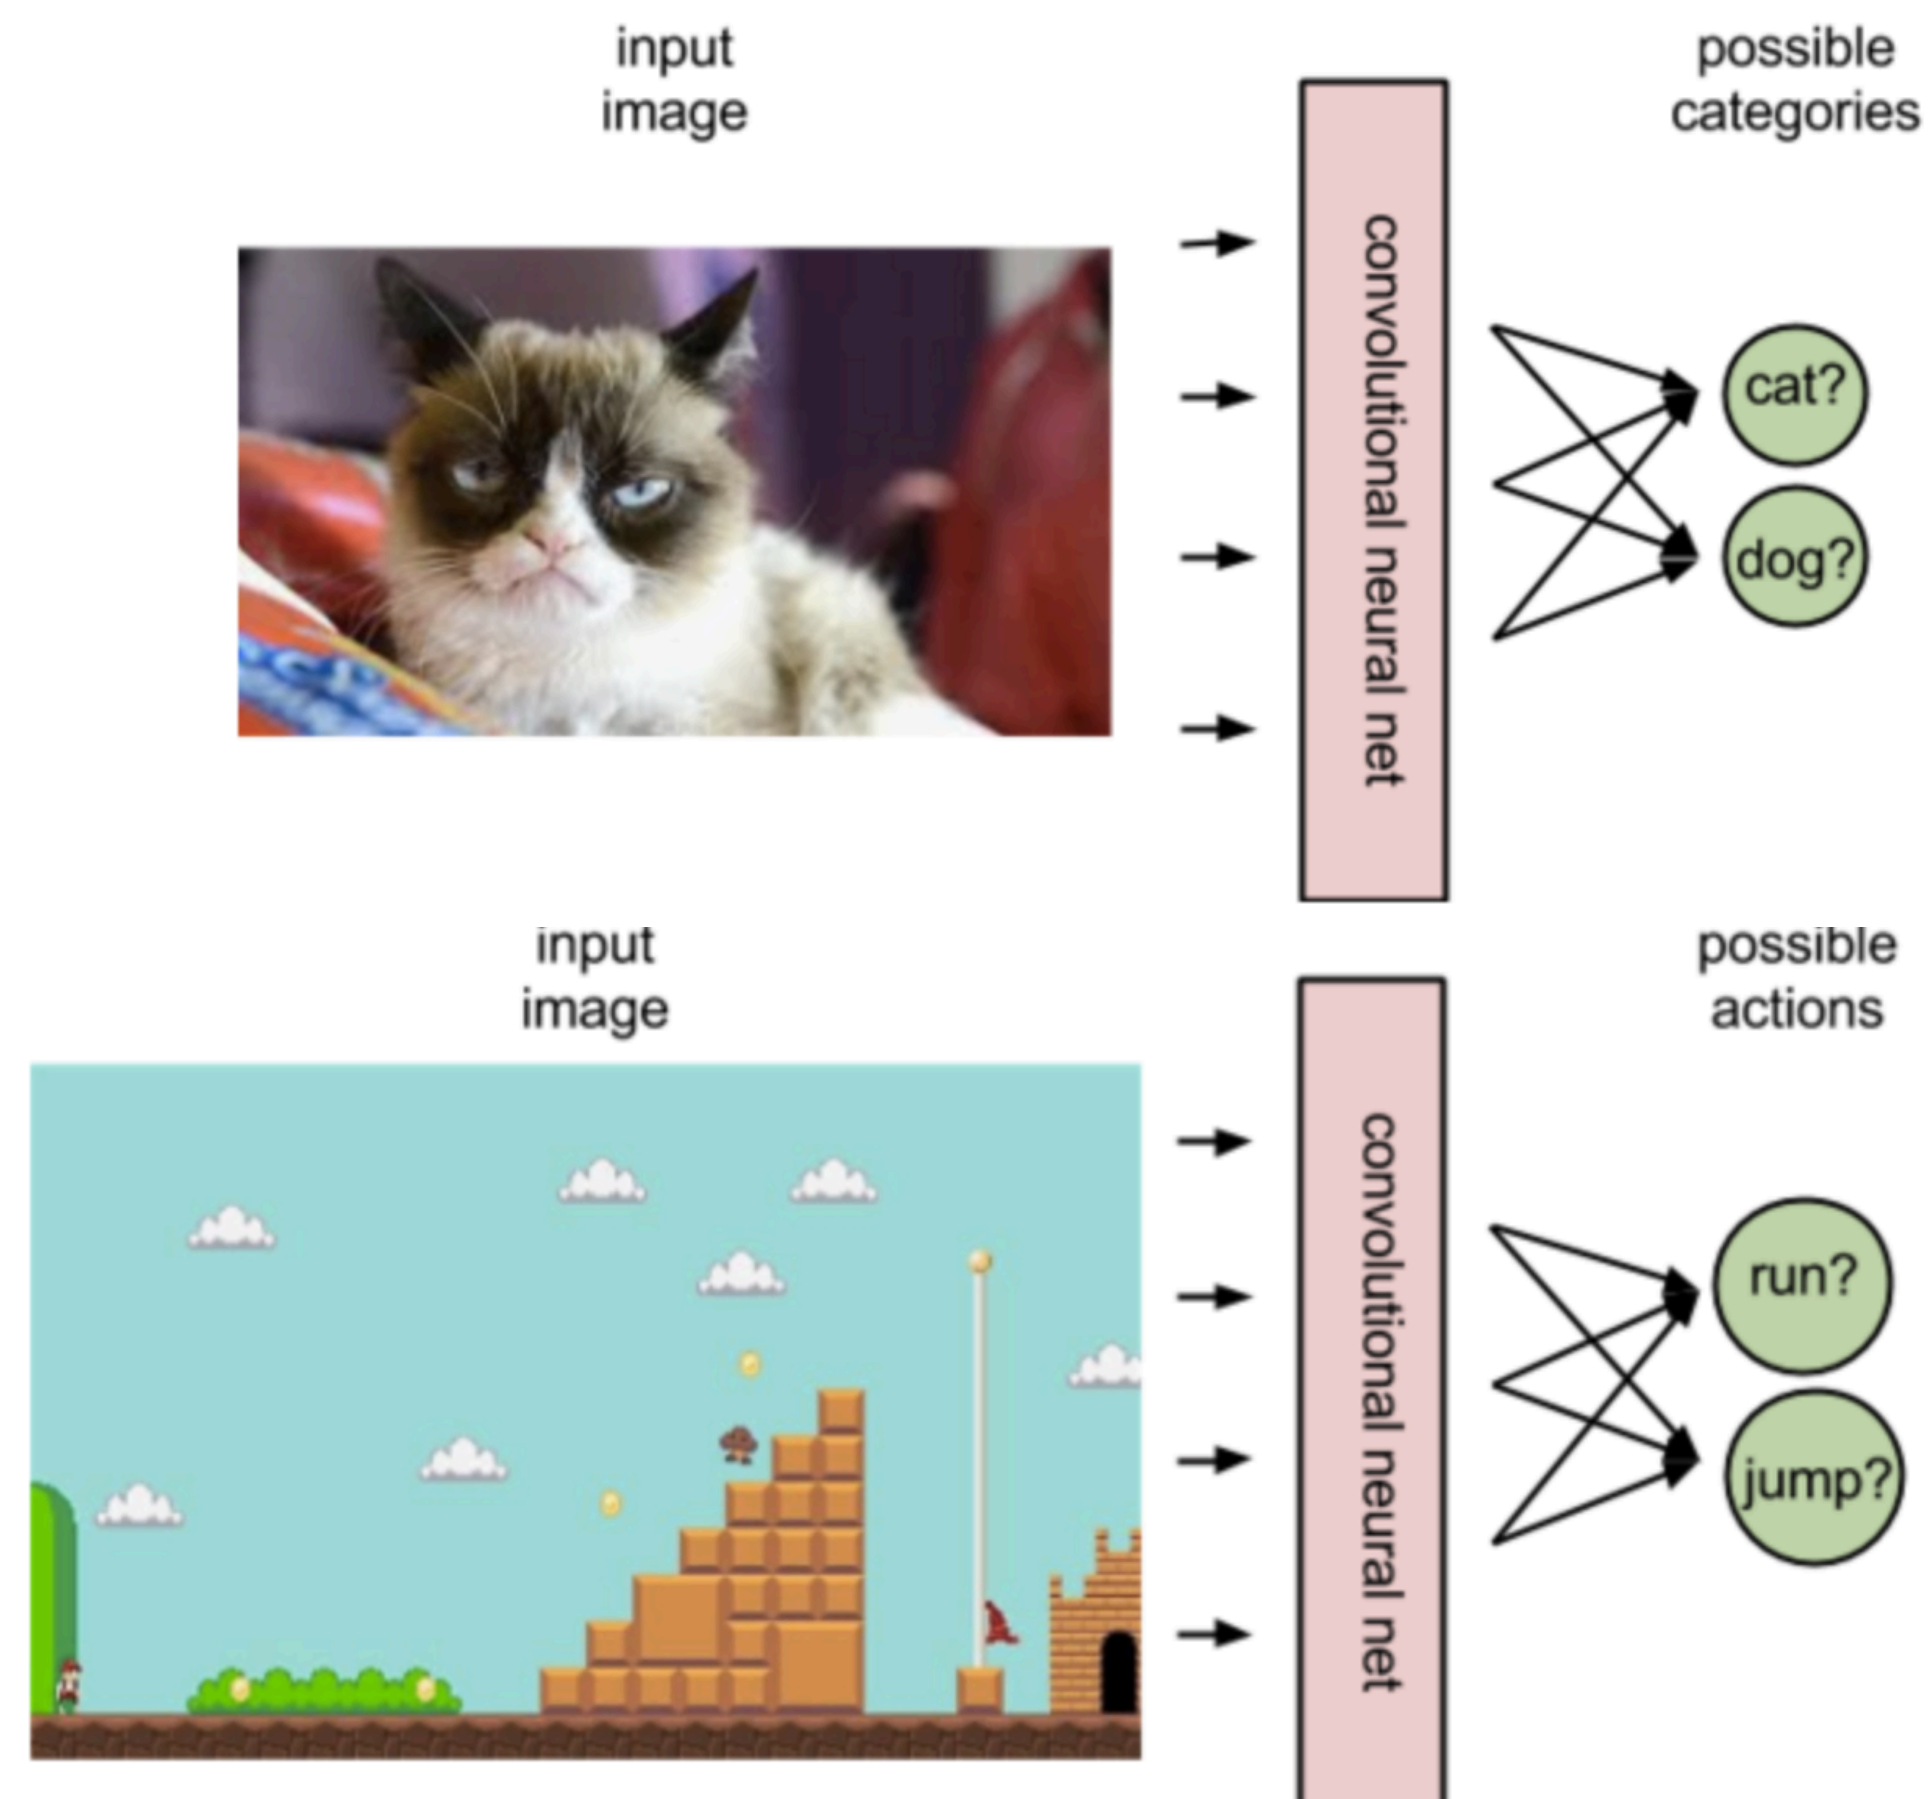 input
image
possible
categories
convolutional neural net
cat?
dog?
input
image
possible
actions
convolutional neural net
run?
jump?